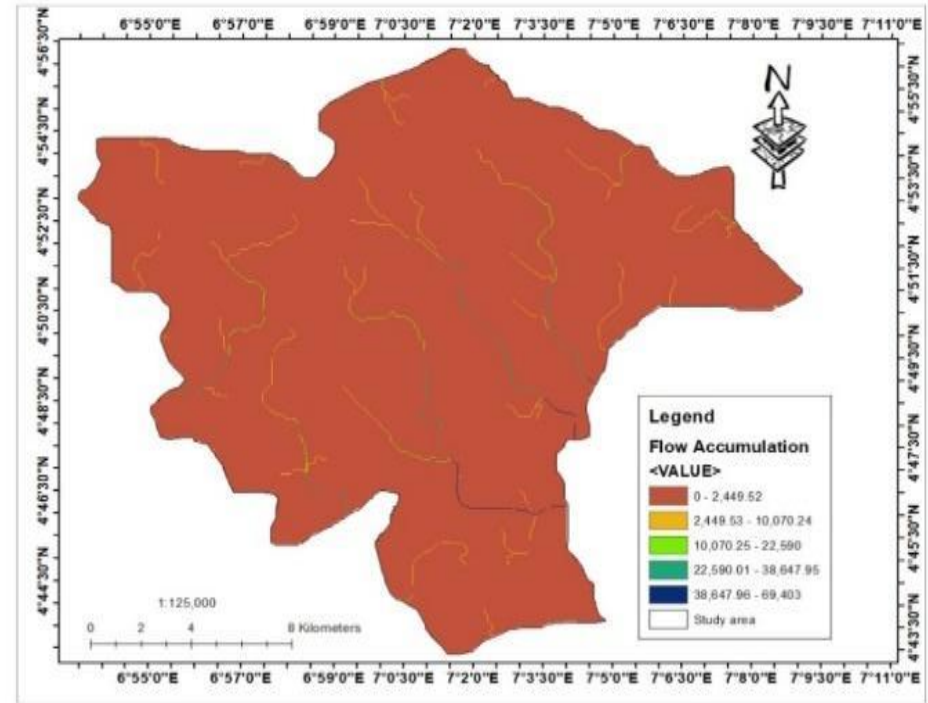 6°55'0"E 6°57'0"E 6°59'0"E 7°0'30"E 7°2'0"E 7°3'30"E 7°5'0"E 7°6'30"E 7°8'0"E 7°9'30"E 7°11'0"E
4°56'30"N
4°54'30"N
4°52'30"N
4°50'30"N
4°48'30"N
4°46'30"N
4°44'30"N
N
4°55'30"N
4°53'30"N
4°51'30"N
4°49'30"N
4°47'30"N
4°45'30"N
4°43'30"N
Legend
Flow Accumulation
<VALUE>
0 - 2,449.52
2,449.53 - 10,070.24
10,070.25 - 22,590
22,590.01 - 38,647.95
38,647.96 - 69,403
Study area
1:125,000
0 2 4 8 Kilometers
6°55'0"E 6°57'0"E 6°59'0"E 7°0'30"E 7°2'0"E 7°3'30"E 7°5'0"E 7°6'30"E 7°8'0"E 7°9'30"E 7°11'0"E